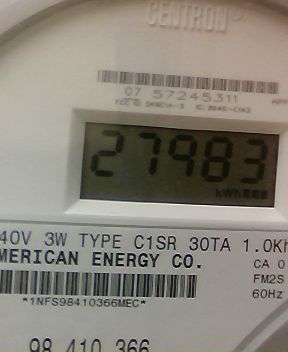 CENTRON®
07 57245311
27983
kWh
40V 3W TYPE C1SR 30TA 1.0Kh
MERICAN ENERGY CO.
CA 0
FM2S
60Hz
*1NFS98410366MEC*
98 410 366